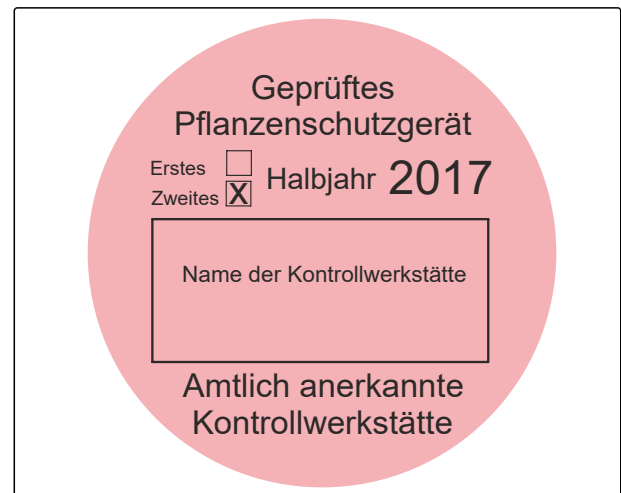 Geprüftes
Pflanzenschutzgerät
Erstes
Zweites X Halbjahr 2017
Name der Kontrollwerkstätte
Amtlich anerkannte
Kontrollwerkstätte